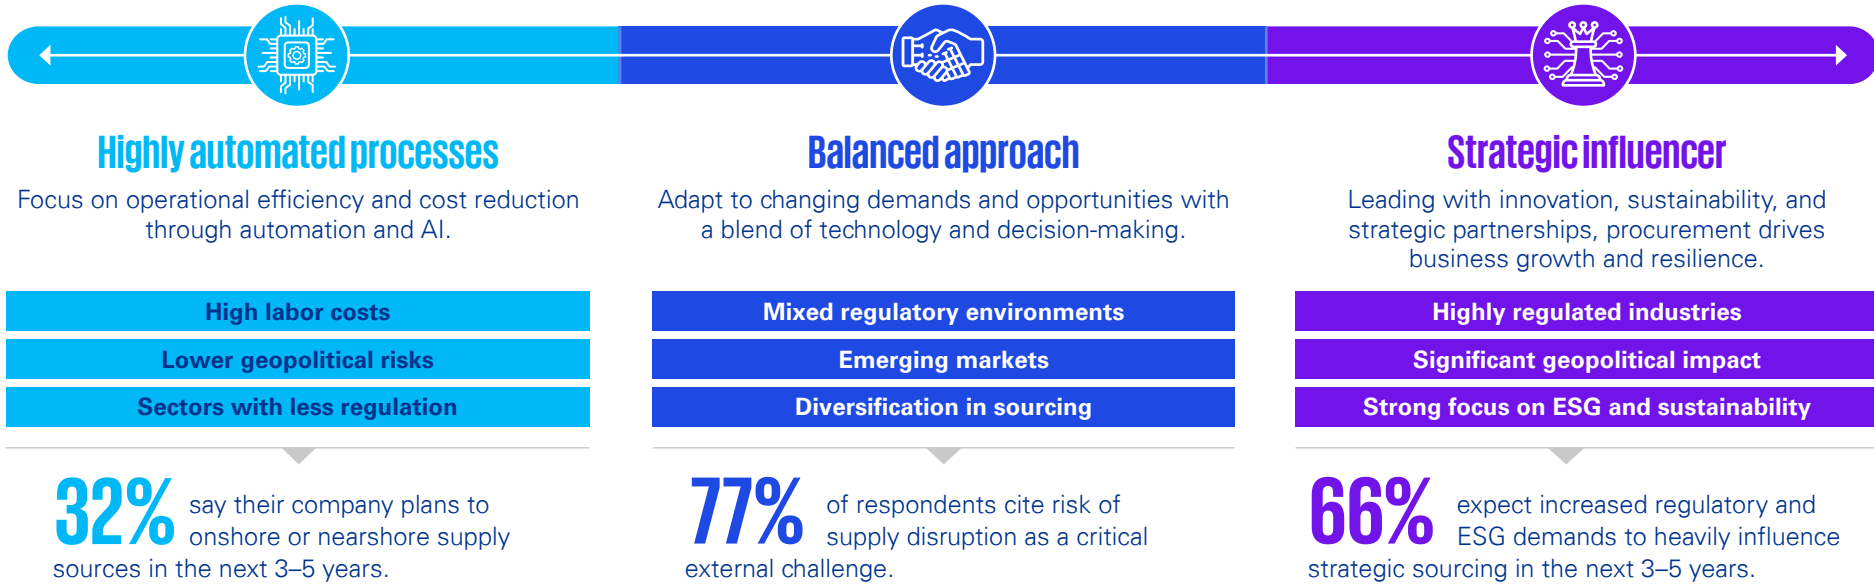 Highly automated processes
Focus on operational efficiency and cost reduction
through automation and AI.
High labor costs
Lower geopolitical risks
Sectors with less regulation
32% say their company plans to
onshore or nearshore supply
sources in the next 3–5 years.
Balanced approach
Adapt to changing demands and opportunities with
a blend of technology and decision-making.
Mixed regulatory environments
Emerging markets
Diversification in sourcing
77% of respondents cite risk of
supply disruption as a critical
external challenge.
Strategic influencer
Leading with innovation, sustainability, and
strategic partnerships, procurement drives
business growth and resilience.
Highly regulated industries
Significant geopolitical impact
Strong focus on ESG and sustainability
66% expect increased regulatory and
ESG demands to heavily influence
strategic sourcing in the next 3–5 years.